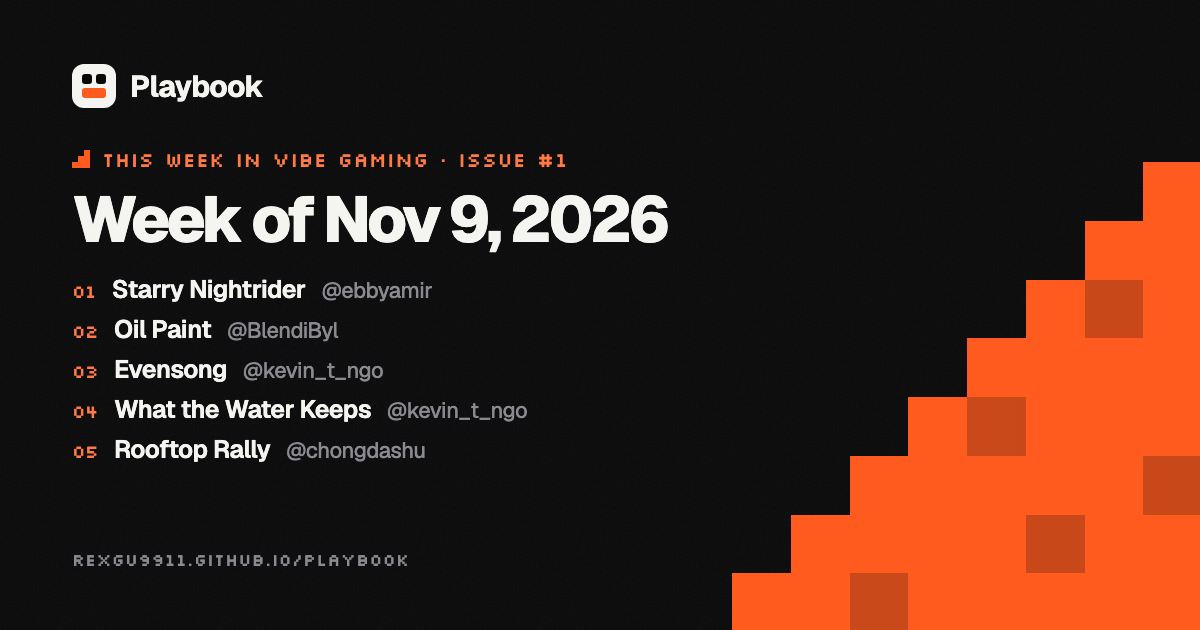 Playbook
THIS WEEK IN VIBE GAMING · ISSUE #1
Week of Nov 9, 2026
01 Starry Nightrider @ebbyamir
02 Oil Paint @BlendiByl
03 Evensong @kevin_t_ngo
04 What the Water Keeps @kevin_t_ngo
05 Rooftop Rally @chongdashu
REXGU9911.GITHUB.IO/PLAYBOOK